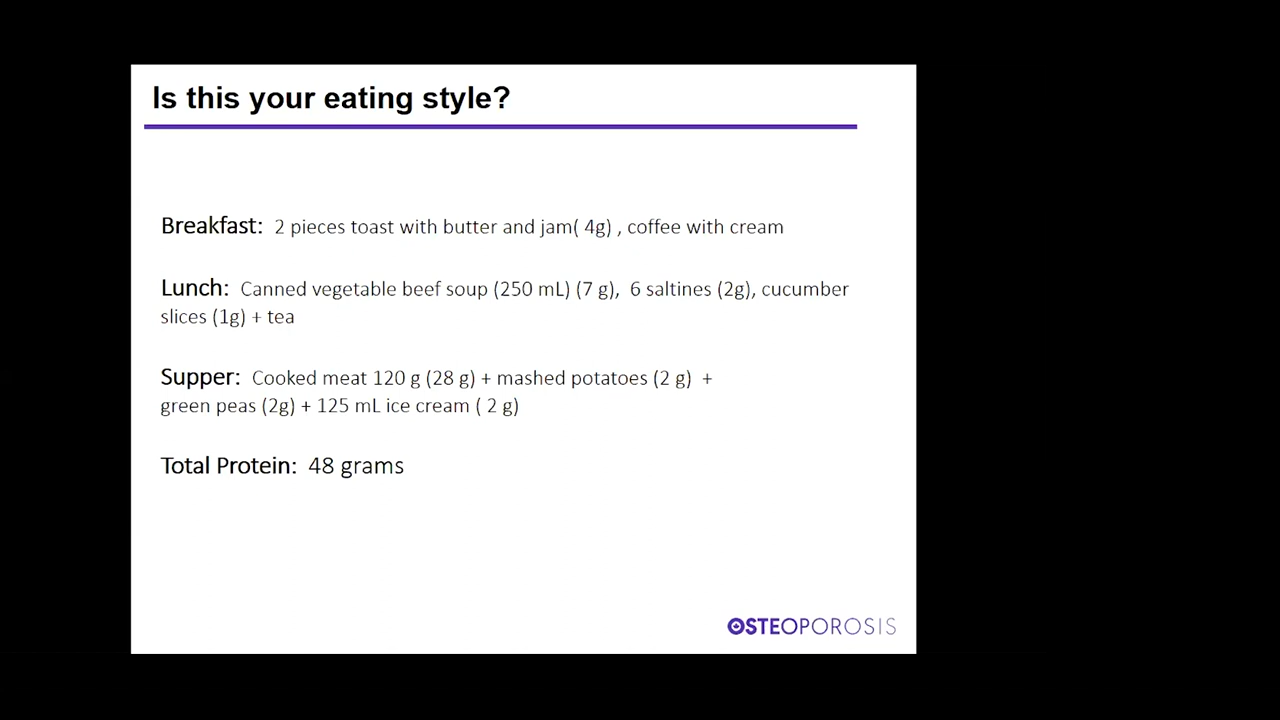 Is this your eating style?
Breakfast: 2 pieces toast with butter and jam( 4g) , coffee with cream
Lunch: Canned vegetable beef soup (250 mL) (7 g), 6 saltines (2g), cucumber
slices (1g) + tea
Supper: Cooked meat 120 g (28 g) + mashed potatoes (2 g) +
green peas (2g) + 125 mL ice cream ( 2 g)
Total Protein: 48 grams
OSTEOPOROSIS